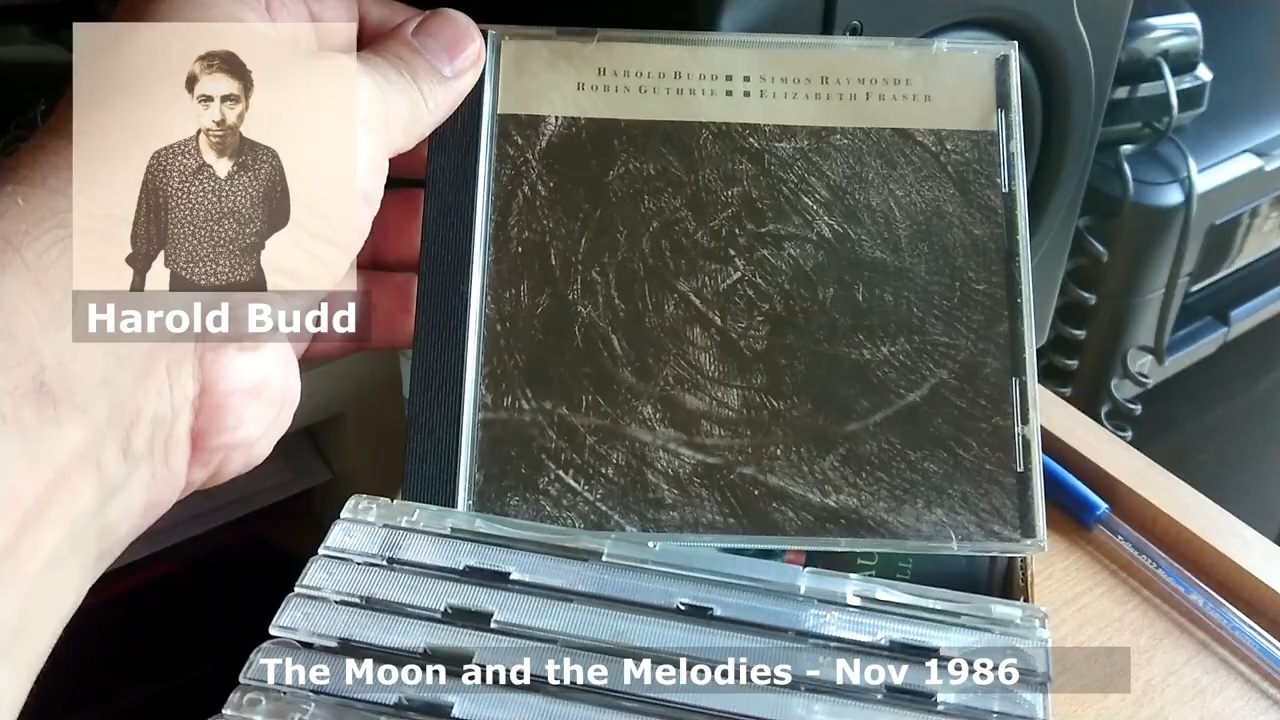 HAROLD BUDD ■ ■ SIMON RAYMONDE
ROBIN GUTHRIE ■ ■ ELIZABETH FRASER
Harold Budd
The Moon and the Melodies - Nov 1986